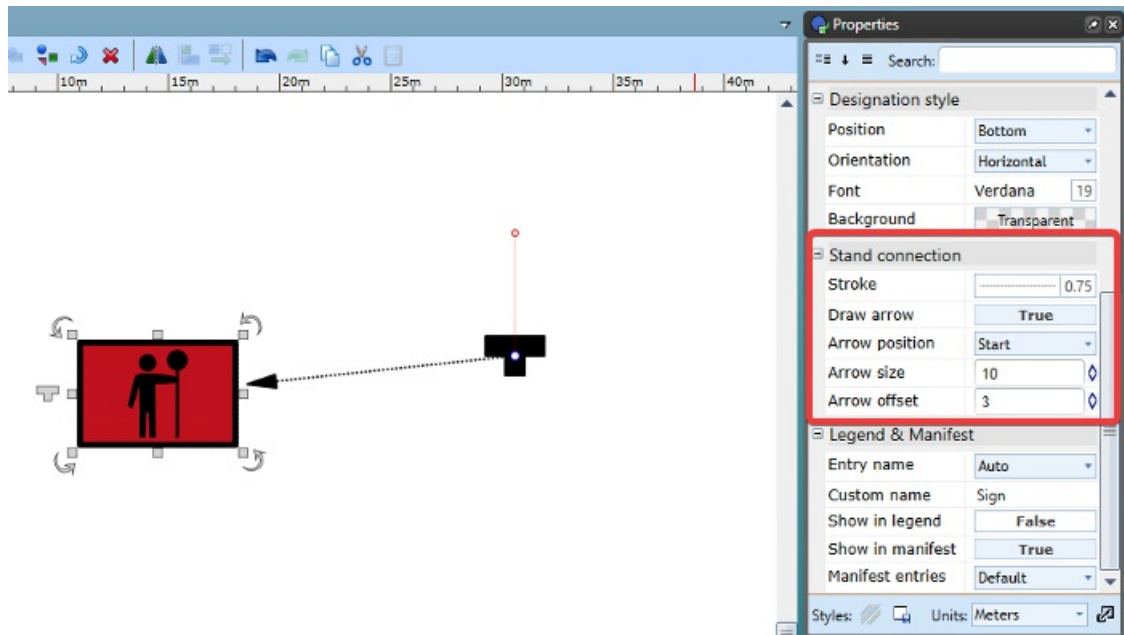 Properties
Search:
10m 15m 20m 25m 30m 35m 40m
Designation style
Position Bottom
Orientation Horizontal
Font Verdana 19
Background Transparent
Stand connection
Stroke 0.75
Draw arrow True
Arrow position Start
Arrow size 10
Arrow offset 3
Legend & Manifest
Entry name Auto
Custom name Sign
Show in legend False
Show in manifest True
Manifest entries Default
Styles: Units: Meters